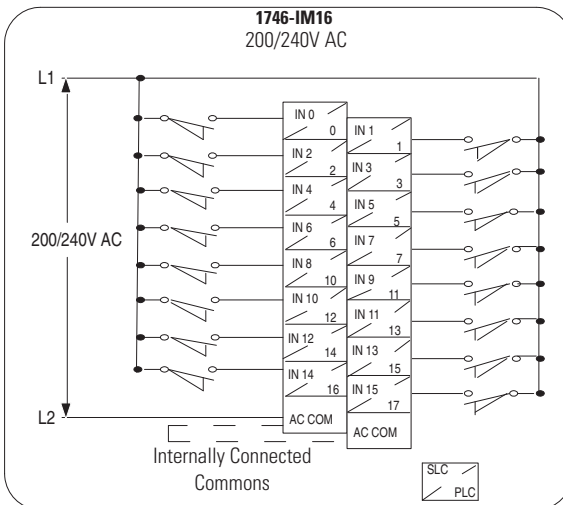 1746-IM16
200/240V AC
L1
IN 0
0
IN 1
1
IN 2
2
IN 3
3
IN 4
4
IN 5
5
200/240V AC
IN 6
6
IN 7
7
IN 8
10
IN 9
11
IN 10
12
IN 11
13
IN 12
14
IN 13
15
IN 14
16
IN 15
17
L2
AC COM
AC COM
Internally Connected
Commons
SLC
PLC